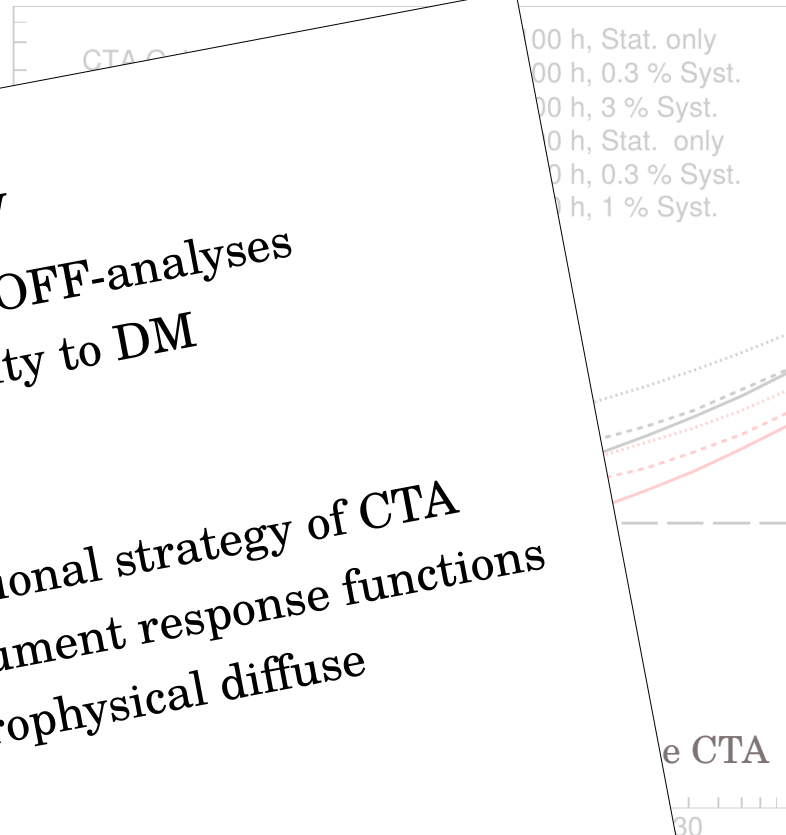 CTA
00 h, Stat. only
00 h, 0.3 % Syst.
00 h, 3 % Syst.
0 h, Stat. only
0 h, 0.3 % Syst.
h, 1 % Syst.
OFF-analyses
ty to DM
ional strategy of CTA
ument response functions
rophysical diffuse
e CTA
30